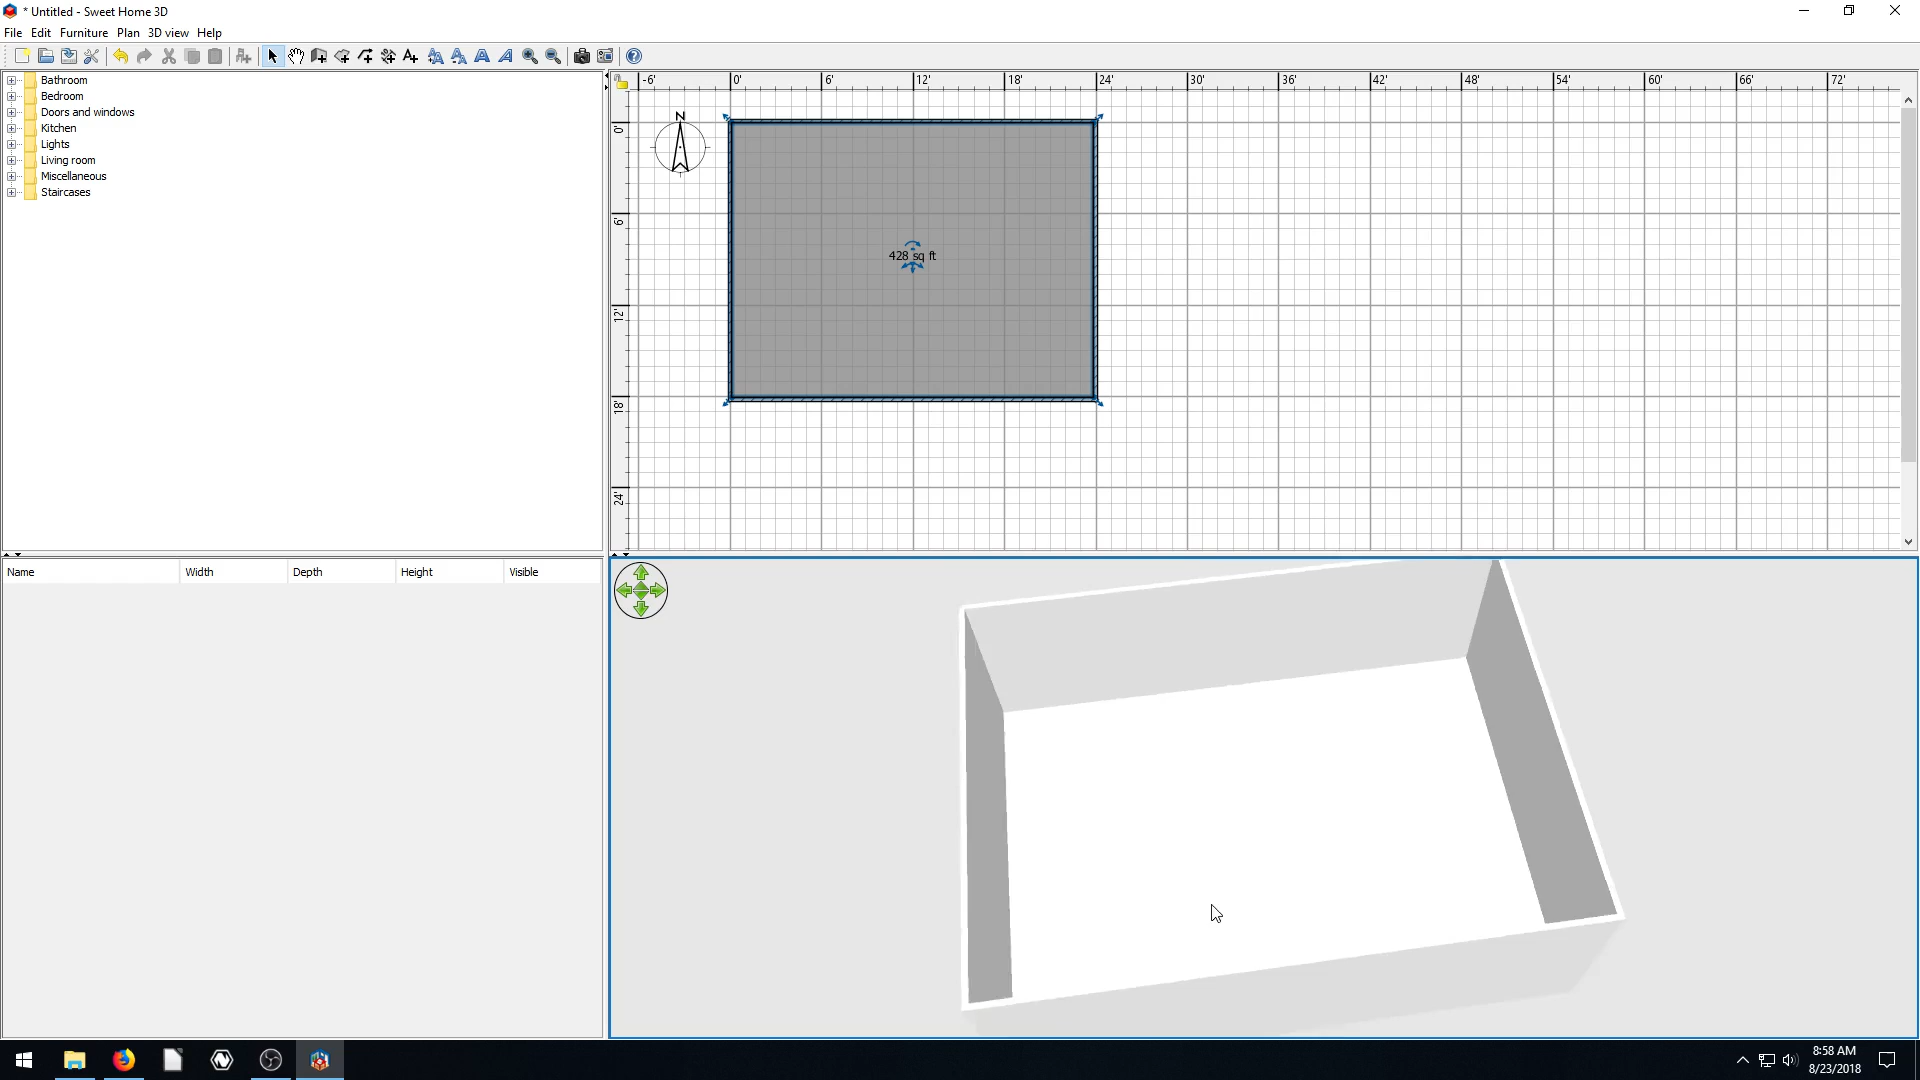 * Untitled - Sweet Home 3D
File Edit Furniture Plan 3D view Help
Bathroom
Bedroom
Doors and windows
Kitchen
Lights
Living room
Miscellaneous
Staircases
-6' 0' 6' 12' 18' 24' 30' 36' 42' 48' 54' 60' 66' 72'
0'
6'
12'
18'
24'
N
428 sq ft
Name Width Depth Height Visible
8:58 AM
8/23/2018